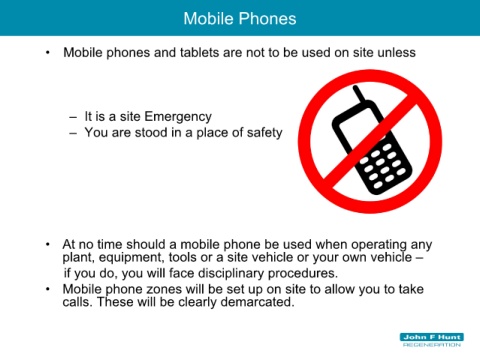 Mobile Phones
• Mobile phones and tablets are not to be used on site unless
– It is a site Emergency
– You are stood in a place of safety
• At no time should a mobile phone be used when operating any
plant, equipment, tools or a site vehicle or your own vehicle –
if you do, you will face disciplinary procedures.
• Mobile phone zones will be set up on site to allow you to take
calls. These will be clearly demarcated.
John F Hunt
REGENERATION